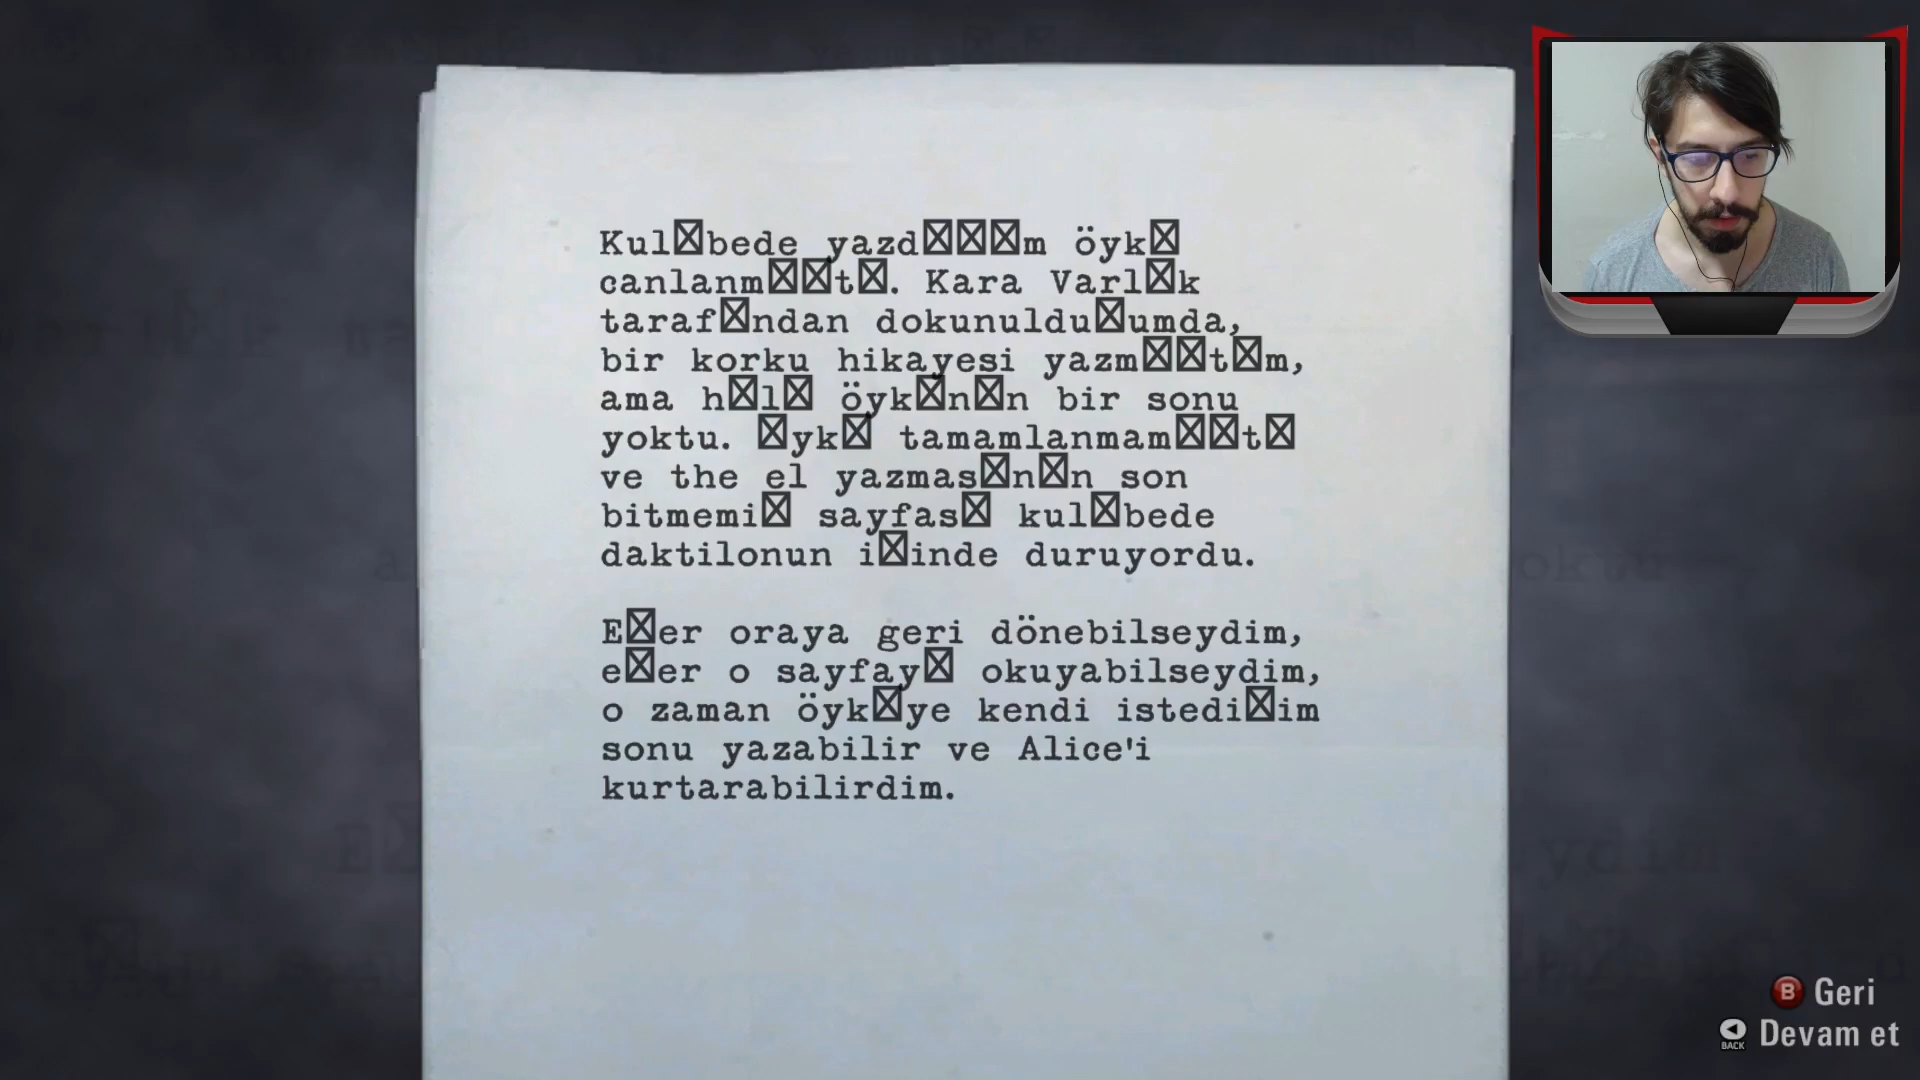 Kul☒bede yazd☒☒☒m öyk☒
canlanm☒☒t☒. Kara Varl☒k
taraf☒ndan dokunuldu☒umda,
bir korku hikayesi yazm☒☒t☒m,
ama h☒l☒ öyk☒n☒n bir sonu
yoktu. ☒yk☒ tamamlanmam☒☒t☒
ve the el yazmas☒n☒n son
bitmemi☒ sayfas☒ kul☒bede
daktilonun i☒inde duruyordu.
E☒er oraya geri dönebilseydim,
e☒er o sayfay☒ okuyabilseydim,
o zaman öyk☒ye kendi istedi☒im
sonu yazabilir ve Alice'i
kurtarabilirdim.
B Geri
BACK Devam et